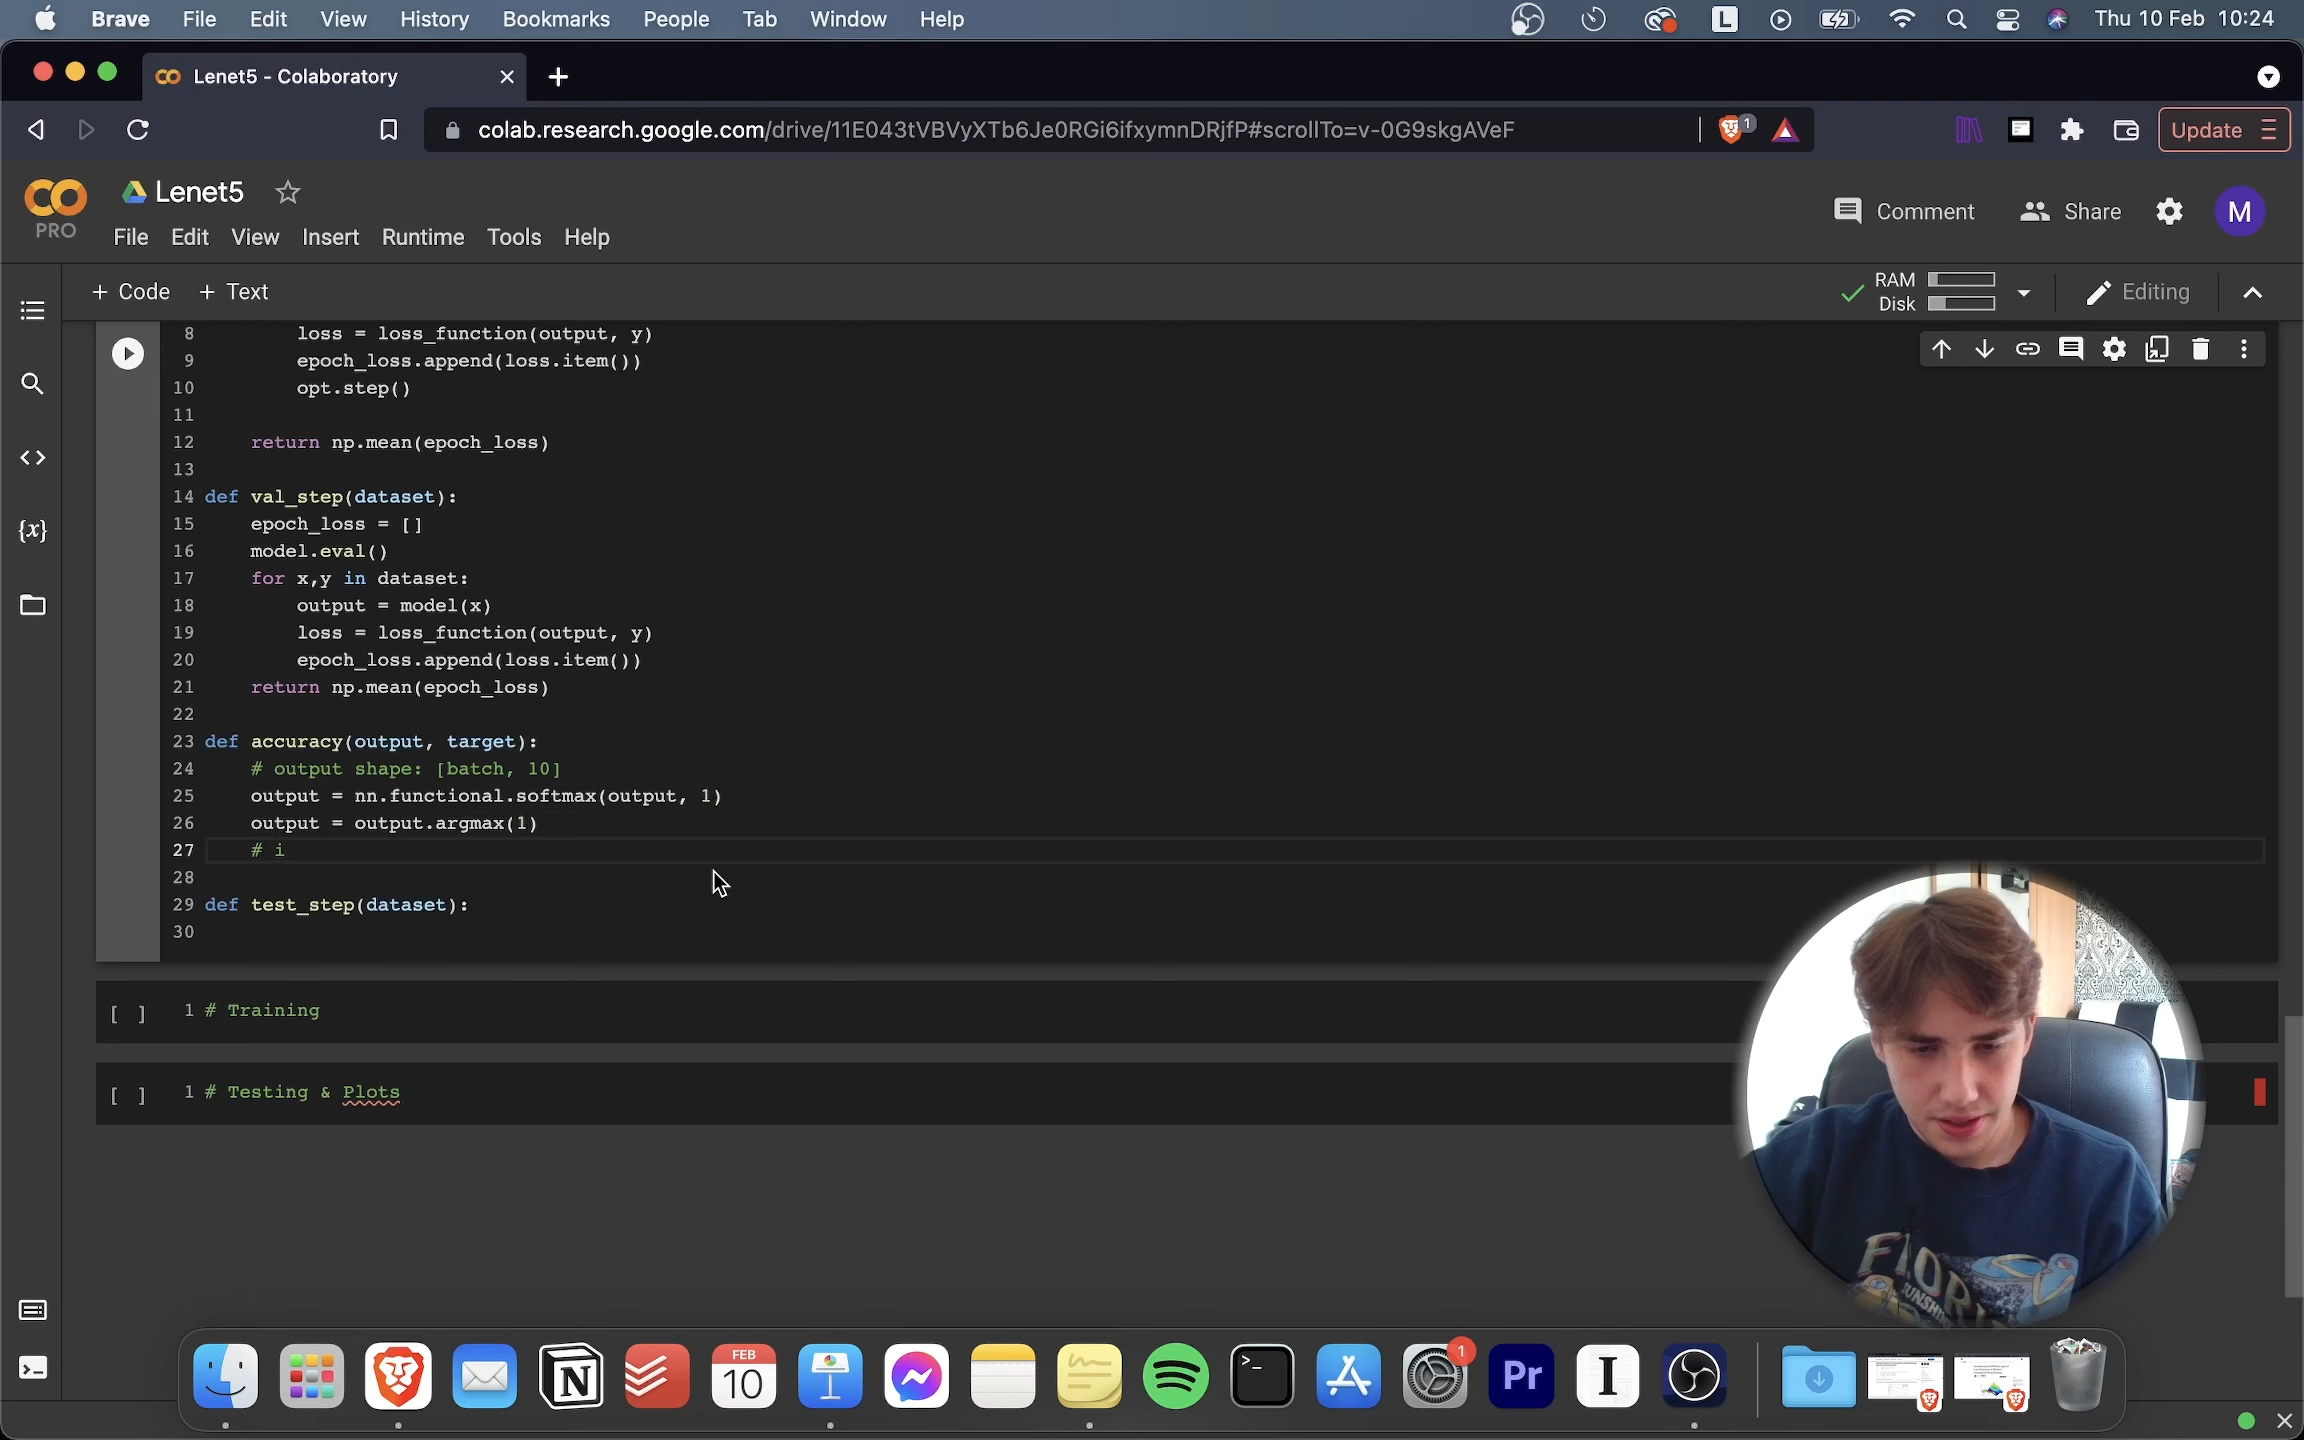 Brave File Edit View History Bookmarks People Tab Window Help
L
Thu 10 Feb 10:24
Lenet5 - Colaboratory
colab.research.google.com/drive/11E043tVBVyXTb6Je0RGi6ifxymnDRjfP#scrollTo=v-0G9skgAVeF
1
Update
PRO
Lenet5
Comment
Share
M
File Edit View Insert Runtime Tools Help
+ Code + Text
RAM
Disk
Editing
8 loss = loss_function(output, y)
9 epoch_loss.append(loss.item())
10 opt.step()
11
12 return np.mean(epoch_loss)
13
14 def val_step(dataset):
15 epoch_loss = []
16 model.eval()
17 for x,y in dataset:
18 output = model(x)
19 loss = loss_function(output, y)
20 epoch_loss.append(loss.item())
21 return np.mean(epoch_loss)
22
23 def accuracy(output, target):
24 # output shape: [batch, 10]
25 output = nn.functional.softmax(output, 1)
26 output = output.argmax(1)
27 # i
28
29 def test_step(dataset):
30
[ ] 1 # Training
[ ] 1 # Testing & Plots
{x}
FEB
10
1
Pr
I